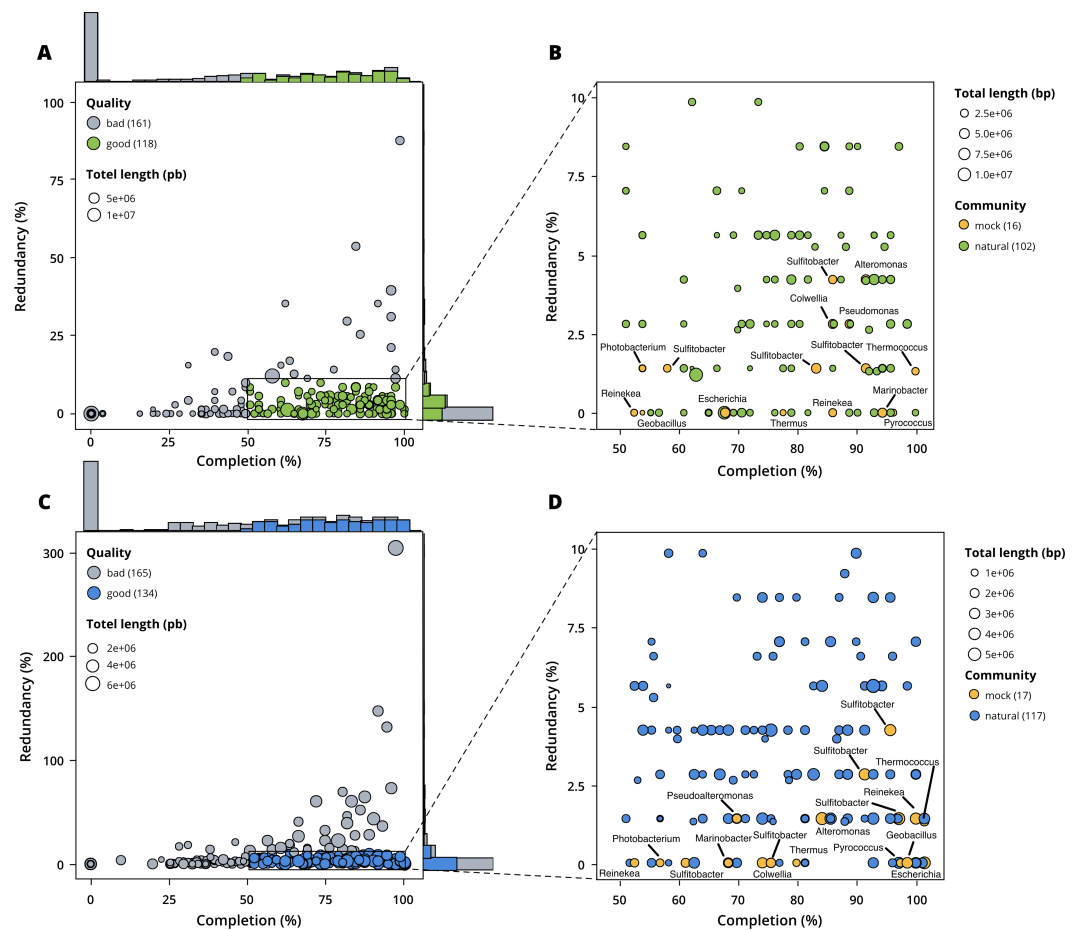 A
Quality
bad (161)
good (118)
Totel length (pb)
5e+06
1e+07
100
75
50
25
0
Redundancy (%)
0
25
50
75
100
Completion (%)
B
10
7.5
5
2.5
0
Redundancy (%)
Sulfitobacter
Alteromonas
Colwellia
Pseudomonas
Photobacterium
Sulfitobacter
Sulfitobacter
Sulfitobacter
Thermococcus
Reinekea
Escherichia
Reinekea
Marinobacter
Geobacillus
Thermus
Pyrococcus
50
60
70
80
90
100
Completion (%)
Total length (bp)
2.5e+06
5.0e+06
7.5e+06
1.0e+07
Community
mock (16)
natural (102)
C
Quality
bad (165)
good (134)
Totel length (pb)
2e+06
4e+06
6e+06
300
200
100
0
Redundancy (%)
0
25
50
75
100
Completion (%)
D
10
7.5
5
2.5
0
Redundancy (%)
Sulfitobacter
Sulfitobacter
Thermococcus
Pseudoalteromonas
Reinekea
Sulfitobacter
Photobacterium
Marinobacter
Sulfitobacter
Alteromonas
Geobacillus
Thermus
Pyrococcus
Reinekea
Sulfitobacter
Colwellia
Escherichia
50
60
70
80
90
100
Completion (%)
Total length (bp)
1e+06
2e+06
3e+06
4e+06
5e+06
Community
mock (17)
natural (117)